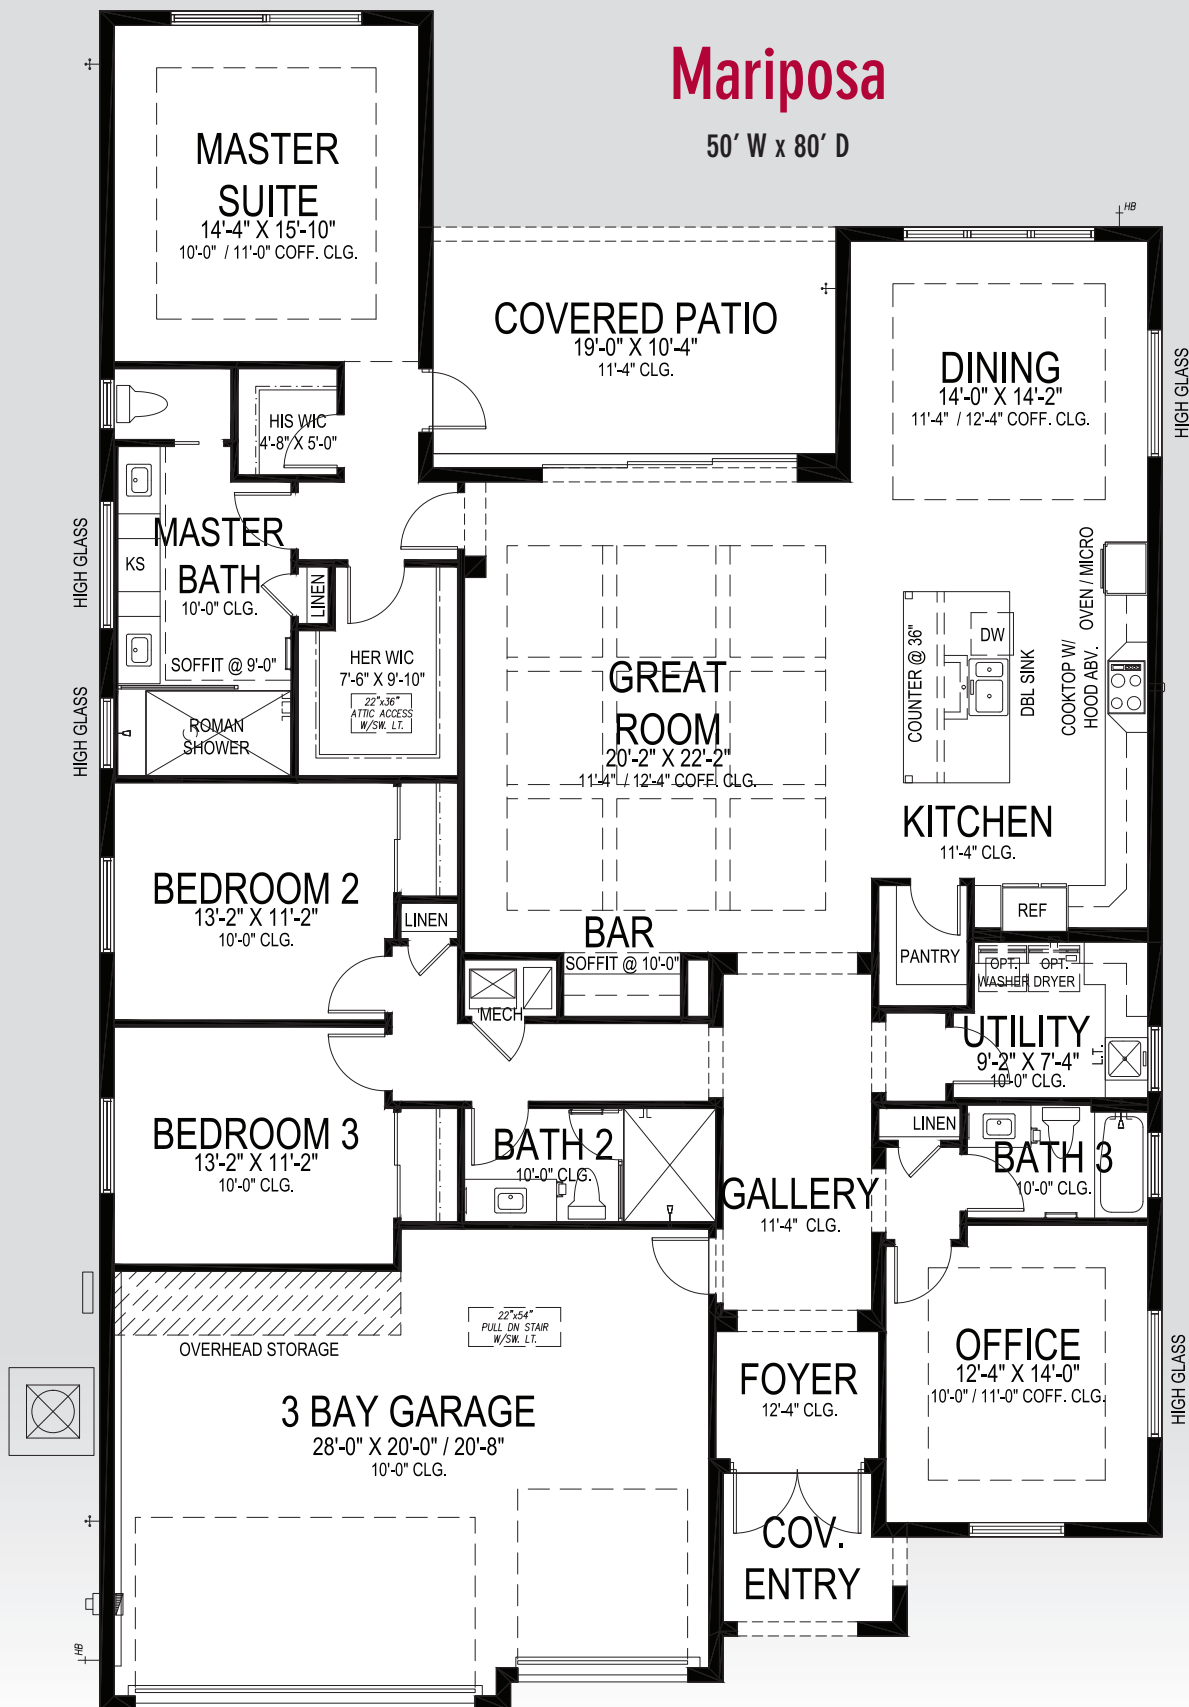 Mariposa
50' W x 80' D
MASTER
SUITE
14'-4" X 15'-10"
10'-0" / 11'-0" COFF. CLG.
HB
COVERED PATIO
19'-0" X 10'-4"
11'-4" CLG.
DINING
14'-0" X 14'-2"
11'-4" / 12'-4" COFF. CLG.
HIGH GLASS
HIS WIC
4'-8" X 5'-0"
HIGH GLASS
MASTER
BATH
10'-0" CLG.
KS
LINEN
SOFFIT @ 9'-0"
HER WIC
7'-6" X 9'-10"
22"x36"
ATTIC ACCESS
W/SW. LT.
HIGH GLASS
ROMAN
SHOWER
GREAT
ROOM
20'-2" X 22'-2"
11'-4" / 12'-4" COFF. CLG.
COUNTER @ 36"
DW
DBL SINK
COOKTOP W/
HOOD ABV.
OVEN / MICRO
KITCHEN
11'-4" CLG.
REF
BEDROOM 2
13'-2" X 11'-2"
10'-0" CLG.
LINEN
BAR
SOFFIT @ 10'-0"
PANTRY
OPT.
WASHER
OPT.
DRYER
MECH
UTILITY
9'-2" X 7'-4"
10'-0" CLG.
L.T.
BEDROOM 3
13'-2" X 11'-2"
10'-0" CLG.
BATH 2
10'-0" CLG.
LINEN
BATH 3
10'-0" CLG.
GALLERY
11'-4" CLG.
OVERHEAD STORAGE
22"x54"
PULL DN STAIR
W/SW. LT.
3 BAY GARAGE
28'-0" X 20'-0" / 20'-8"
10'-0" CLG.
FOYER
12'-4" CLG.
OFFICE
12'-4" X 14'-0"
10'-0" / 11'-0" COFF. CLG.
HIGH GLASS
COV.
ENTRY
HB